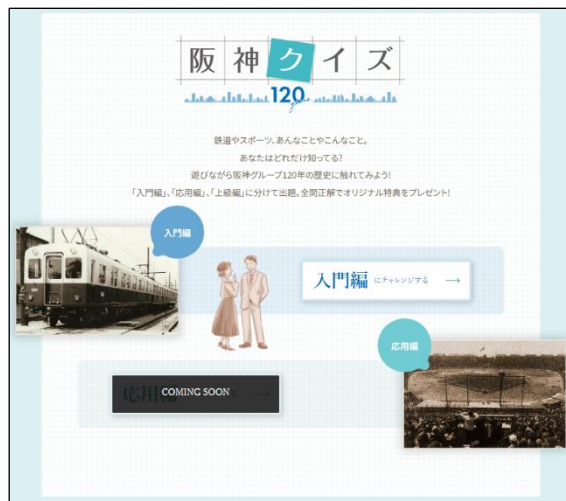 阪神クイズ
120
鉄道やスポーツ、あんなことやこんなこと。
あなたはどれだけ知ってる?
遊びながら阪神グループ120年の歴史に触れてみよう!
「入門編」、「応用編」、「上級編」に分けて出題。全問正解でオリジナル特典をプレゼント!
入門編
入門編 にチャレンジする →
応用編
応用編
COMING SOON